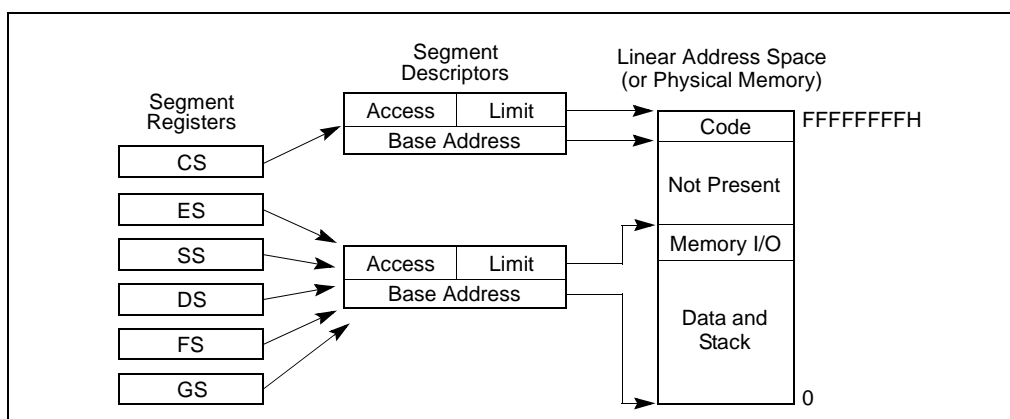 Segment
Registers
CS
ES
SS
DS
FS
GS
Segment
Descriptors
Access
Limit
Base Address
Access
Limit
Base Address
Linear Address Space
(or Physical Memory)
Code
FFFFFFFFH
Not Present
Memory I/O
Data and
Stack
0